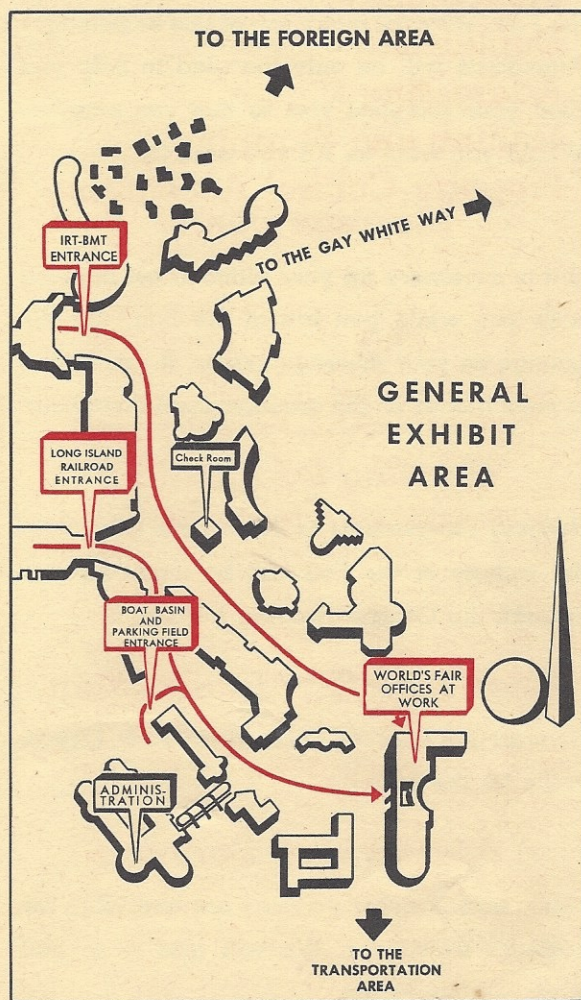 TO THE FOREIGN AREA
IRT-BMT
ENTRANCE
TO THE GAY WHITE WAY
GENERAL
EXHIBIT
AREA
LONG ISLAND
RAILROAD
ENTRANCE
Check Room
BOAT BASIN
AND
PARKING FIELD
ENTRANCE
WORLD'S FAIR
OFFICES AT
WORK
ADMINIS-
TRATION
TO THE
TRANSPORTATION
AREA